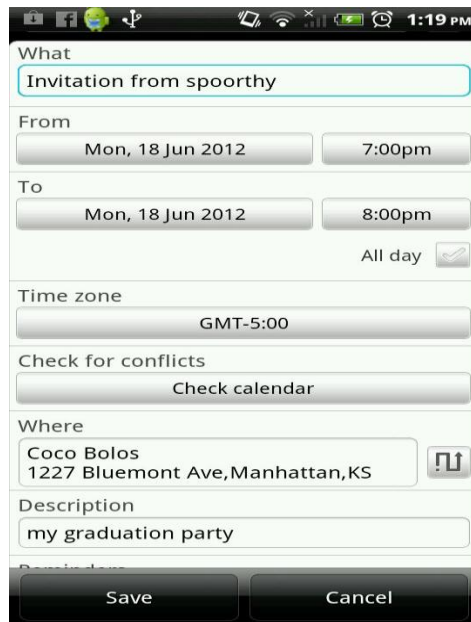 1:19 PM
What
Invitation from spoorthy
From
Mon, 18 Jun 2012 7:00pm
To
Mon, 18 Jun 2012 8:00pm
All day
Time zone
GMT-5:00
Check for conflicts
Check calendar
Where
Coco Bolos
1227 Bluemont Ave,Manhattan,KS
Description
my graduation party
Reminders
Save Cancel